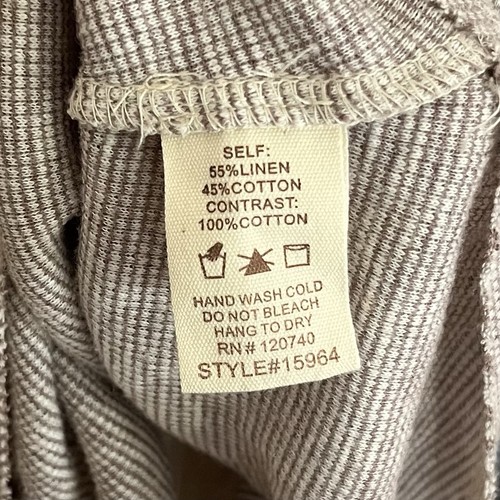 SELF:
55%LINEN
45%COTTON
CONTRAST:
100%COTTON
HAND WASH COLD
DO NOT BLEACH
HANG TO DRY
RN# 120740
STYLE#15964